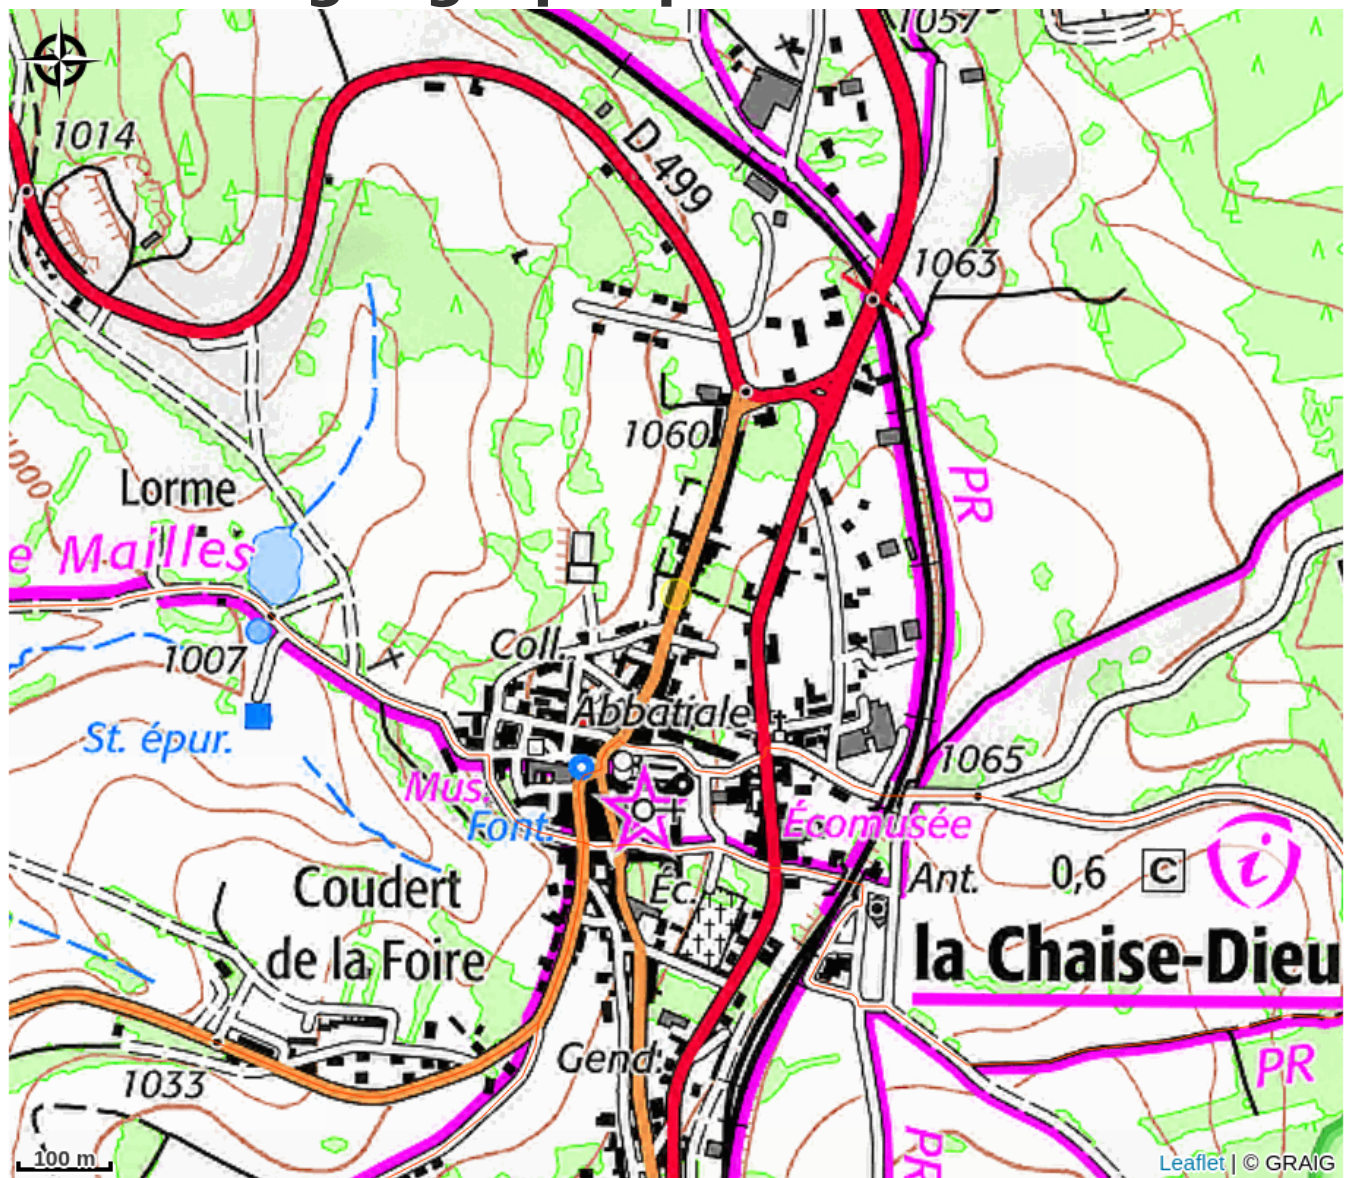 1057
1014
D 499
1063
1060
1000
Lorme
PR
e Mailles
Coll.
1007
Abbatiale
St. épur.
1065
Mus.
Font.
Écomusée
Éc.
Ant.
0,6 C
i
Coudert
de la Foire
la Chaise-Dieu
Gend.
PR
1033
PR
100 m
Leaflet | © GRAIG